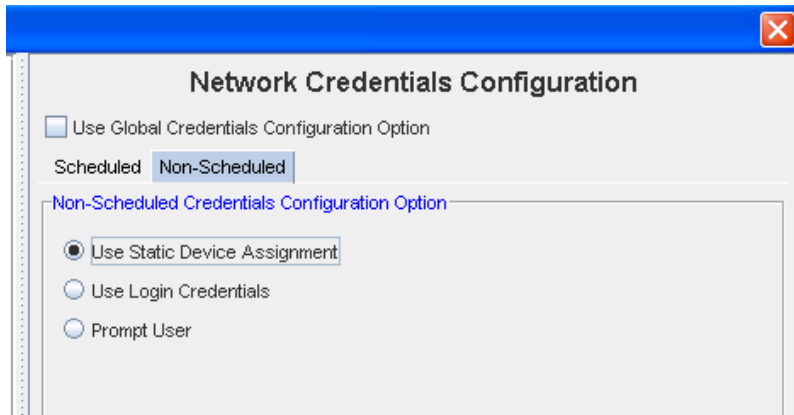 Network Credentials Configuration
Use Global Credentials Configuration Option
Scheduled Non-Scheduled
Non-Scheduled Credentials Configuration Option
Use Static Device Assignment
Use Login Credentials
Prompt User